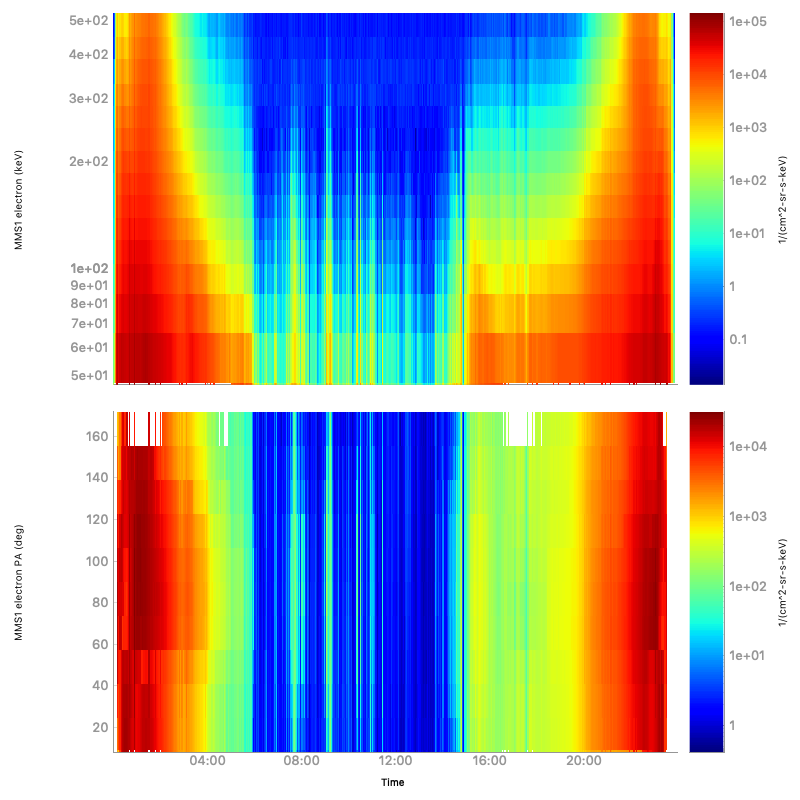 5e+02
4e+02
3e+02
2e+02
1e+02
9e+01
8e+01
7e+01
6e+01
5e+01
MMS1 electron (keV)
1e+05
1e+04
1e+03
1e+02
1e+01
1
0.1
1/(cm^2-sr-s-keV)
160
140
120
100
80
60
40
20
MMS1 electron PA (deg)
1e+04
1e+03
1e+02
1e+01
1
1/(cm^2-sr-s-keV)
04:00 08:00 12:00 16:00 20:00
Time